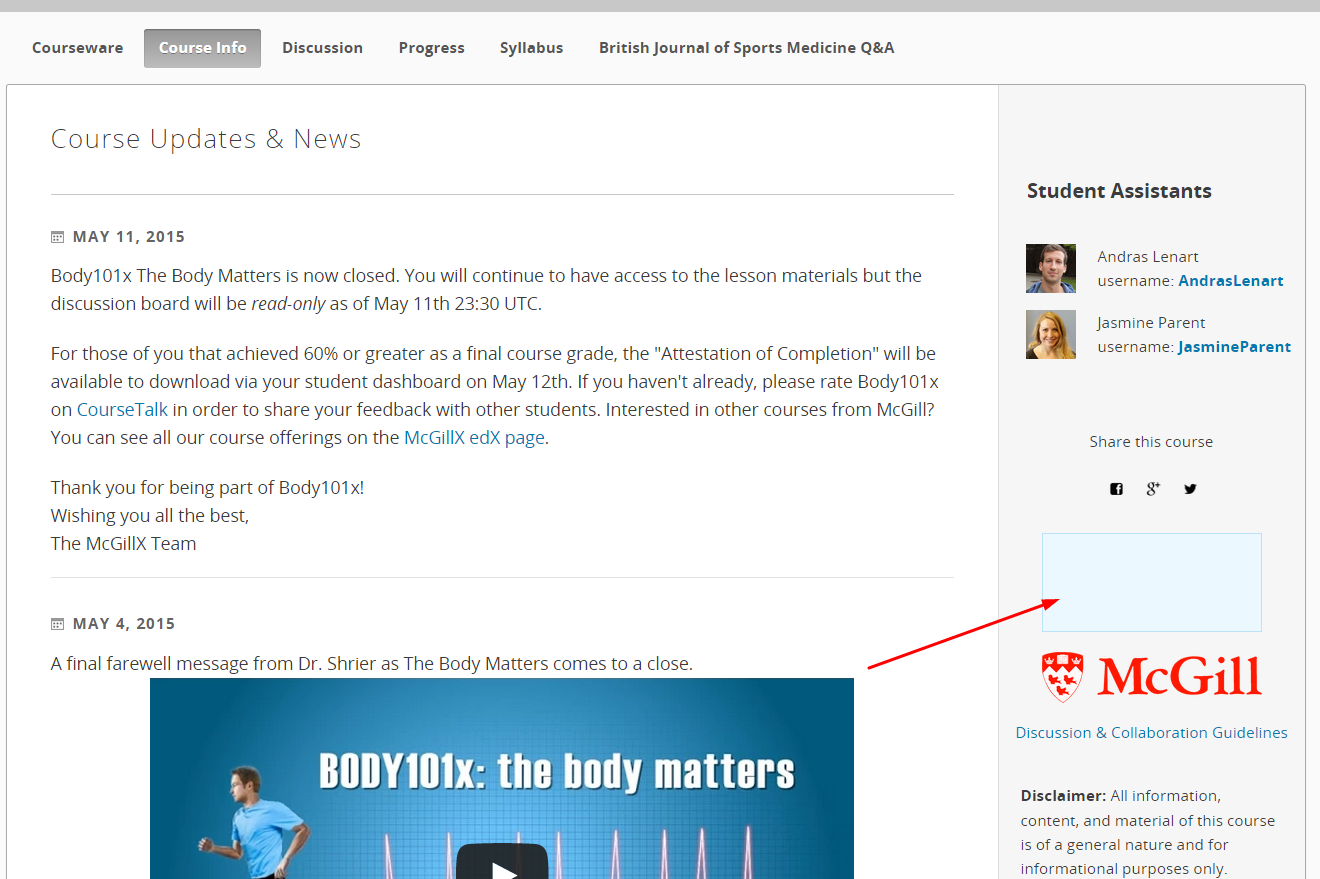 Courseware
Course Info
Discussion
Progress
Syllabus
British Journal of Sports Medicine Q&A
Course Updates & News
MAY 11, 2015
Body101x The Body Matters is now closed. You will continue to have access to the lesson materials but the
discussion board will be read-only as of May 11th 23:30 UTC.
For those of you that achieved 60% or greater as a final course grade, the "Attestation of Completion" will be
available to download via your student dashboard on May 12th. If you haven't already, please rate Body101x
on CourseTalk in order to share your feedback with other students. Interested in other courses from McGill?
You can see all our course offerings on the McGillX edX page.
Thank you for being part of Body101x!
Wishing you all the best,
The McGillX Team
MAY 4, 2015
A final farewell message from Dr. Shrier as The Body Matters comes to a close.
BODY101x: the body matters
Student Assistants
Andras Lenart
username: AndrasLenart
Jasmine Parent
username: JasmineParent
Share this course
McGill
Discussion & Collaboration Guidelines
Disclaimer: All information,
content, and material of this course
is of a general nature and for
informational purposes only.